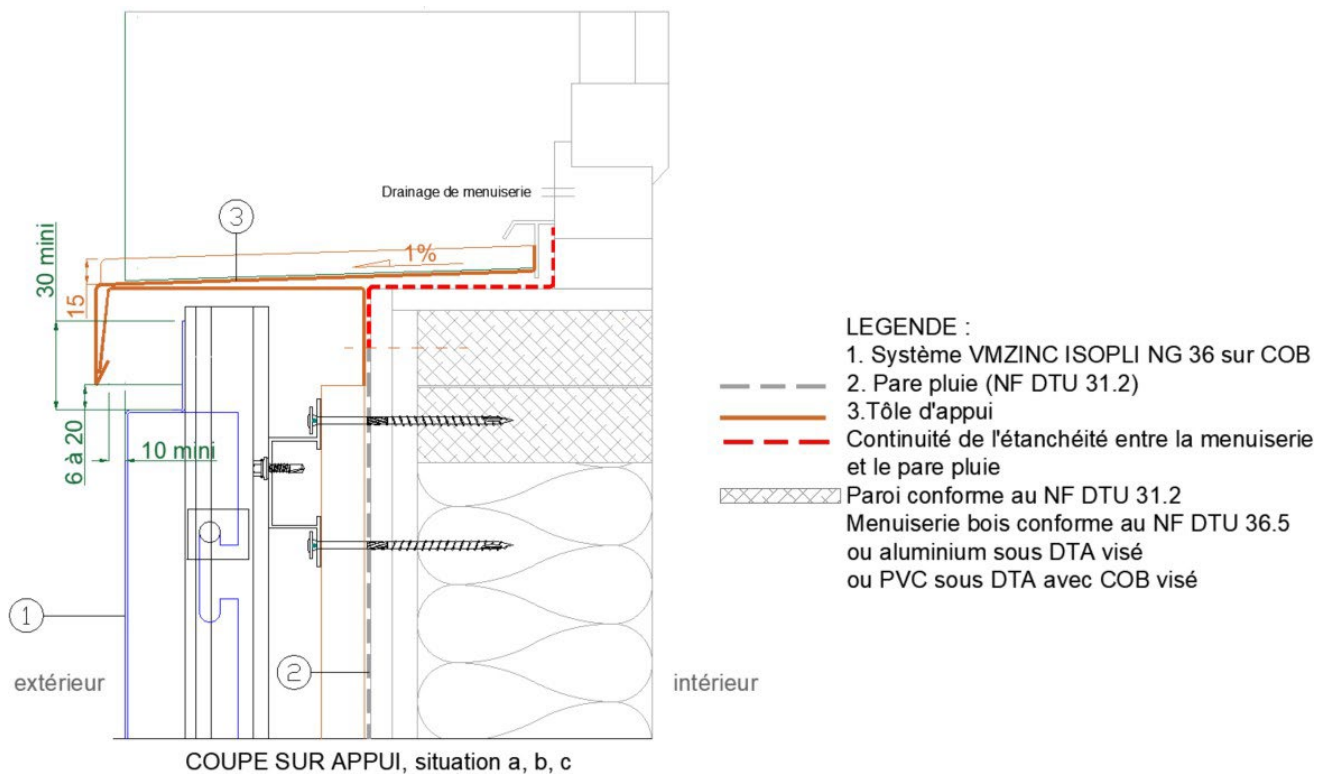 Drainage de menuiserie
3
1%
30 mini
15
6 à 20
10 mini
1
2
extérieur
intérieur
COUPE SUR APPUI, situation a, b, c
LEGENDE :
1. Système VMZINC ISOPLI NG 36 sur COB
2. Pare pluie (NF DTU 31.2)
3.Tôle d'appui
Continuité de l'étanchéité entre la menuiserie
et le pare pluie
Paroi conforme au NF DTU 31.2
Menuiserie bois conforme au NF DTU 36.5
ou aluminium sous DTA visé
ou PVC sous DTA avec COB visé